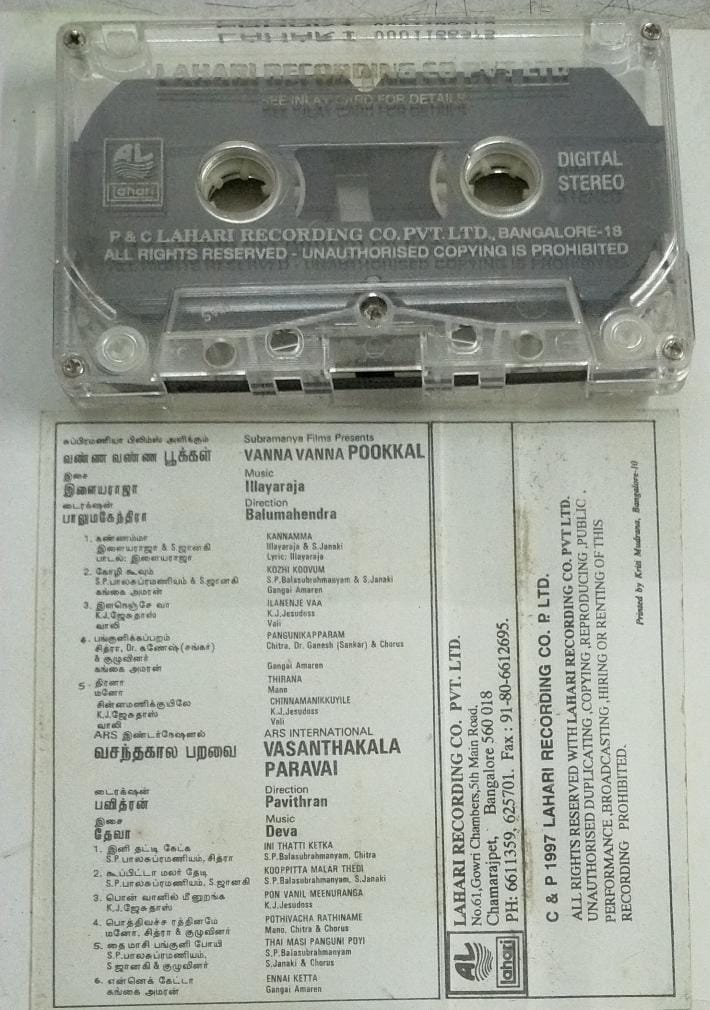 LAHARI 0001188378
LAHARI RECORDING CO PVT. LTD
SEE INLAY CARD FOR DETAILS
AL
lahari
DIGITAL
STEREO
P & C LAHARI RECORDING CO.PVT.LTD., BANGALORE-18
ALL RIGHTS RESERVED - UNAUTHORISED COPYING IS PROHIBITED
சுப்பிரமணியா பிலிம்ஸ் அளிக்கும்
வண்ண வண்ண பூக்கள்
இசை
இளையராஜா
டைரக்ஷன்
பாலுமகேந்திரா
1. கண்ணம்மா
இளையராஜா & S.ஜானகி
பாடல்: இளையராஜா
2. கோழி கூவும்
S.P.பாலசுப்ரமணியம் & S.ஜானகி
கங்கை அமரன்
3. இளநெஞ்சே வா
K.J.ஜேசுதாஸ்
வாலி
4. பங்குனிக்கப்பறம்
சித்ரா, Dr. கணேஷ் (சங்கர்)
& குழுவினர்
கங்கை அமரன்
5. திரனா
மனோ
சின்னமணிக்குயிலே
K.J.ஜேசுதாஸ்
வாலி
ARS இண்டர்நேஷனல்
வசந்தகால பறவை
டைரக்ஷன்
பவித்ரன்
இசை
தேவா
1. இனி தட்டி கேட்க
S.P.பாலசுப்ரமணியம், சித்ரா
2. கூப்பிட்டா மலர் தேடி
S.P.பாலசுப்ரமணியம், S ஜானகி
3. பொன் வானில் மீனுறங்க
K.J.ஜேசுதாஸ்
4. பொத்திவச்ச ரத்தினமே
மனோ, சித்ரா & குழுவினர்
5. தை மாசி பங்குனி போயி
S.P.பாலசுப்ரமணியம்,
S ஜானகி & குழுவினர்
6. என்னெக் கேட்டா
கங்கை அமரன்
Subramanya Films Presents
VANNA VANNA POOKKAL
Music
Illayaraja
Direction
Balumahendra
KANNAMMA
Illayaraja & S.Janaki
Lyric: Illayaraja
KOZHI KOOVUM
S.P.Balasubrahmanyam & S.Janaki
Gangai Amaren
ILANENJE VAA
K.J.Jesudoss
Vali
PANGUNIKAPPARAM
Chitra, Dr. Ganesh (Sankar) & Chorus
Gangai Amaren
THIRANA
Mano
CHINNAMANIKKUYILE
K.J.Jesudoss
Vali
ARS INTERNATIONAL
VASANTHAKALA
PARAVAI
Direction
Pavithran
Music
Deva
INI THATTI KETKA
S.P.Balasubrahmanyam, Chitra
KOOPPITTA MALAR THEDI
S.P.Balasubrahmanyam, S.Janaki
PON VANIL MEENURANGA
K.J.Jesudoss
POTHIVACHA RATHINAME
Mano, Chitra & Chorus
THAI MASI PANGUNI POYI
S.P.Balasubrahmanyam
S.Janaki & Chorus
ENNAI KETTA
Gangai Amaren
AL
lahari
LAHARI RECORDING CO. PVT. LTD.
No.61,Gowri Chambers,5th Main Road,
Chamarajpet, Bangalore 560 018
PH: 6611359, 625701. Fax : 91-80-6612695.
C & P 1997 LAHARI RECORDING CO. P. LTD.
ALL RIGHTS RESERVED WITH LAHARI RECORDING CO. PVT LTD.
UNAUTHORISED DUPLICATING ,COPYING ,REPRODUCING ,PUBLIC .
PERFORMANCE ,BROADCASTING ,HIRING OR RENTING OF THIS
RECORDING PROHIBITED.
Printed by Kriti Mudrana, Bangalore-10